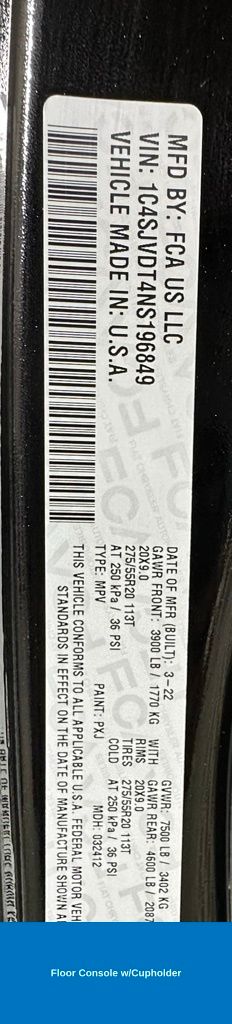 MFD BY: FCA US LLC
VIN: 1C4SJVDT4NS196849
VEHICLE MADE IN: U.S.A.
DATE OF MFR (BUILT): 3-22 GVWR: 7500 LB / 3402 KG
GAWR FRONT: 3900 LB / 1770 KG WITH GAWR REAR: 4600 LB / 2087
20X9.0 RIMS 20X9.0
275/55R20 113T TIRES 275/55R20 113T
AT 250 kPa / 36 PSI COLD AT 250 kPa / 36 PSI
TYPE: MPV PAINT: PXJ MDH: 032412
THIS VEHICLE CONFORMS TO ALL APPLICABLE U.S.A. FEDERAL MOTOR VEH
STANDARDS IN EFFECT ON THE DATE OF MANUFACTURE SHOWN A
Floor Console w/Cupholder